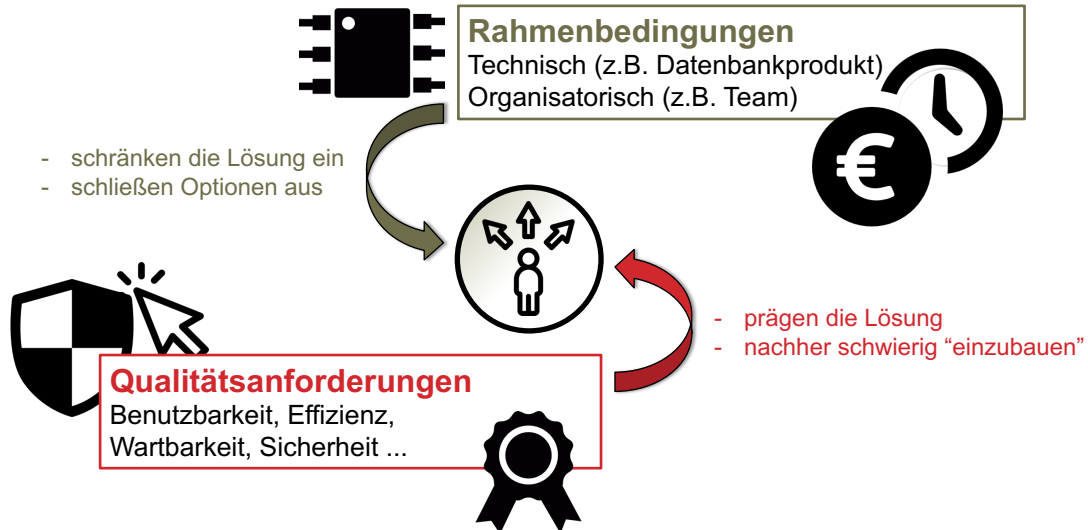 Rahmenbedingungen
Technisch (z.B. Datenbankprodukt)
Organisatorisch (z.B. Team)
- schränken die Lösung ein
- schließen Optionen aus
€
- prägen die Lösung
- nachher schwierig “einzubauen”
Qualitätsanforderungen
Benutzbarkeit, Effizienz,
Wartbarkeit, Sicherheit ...